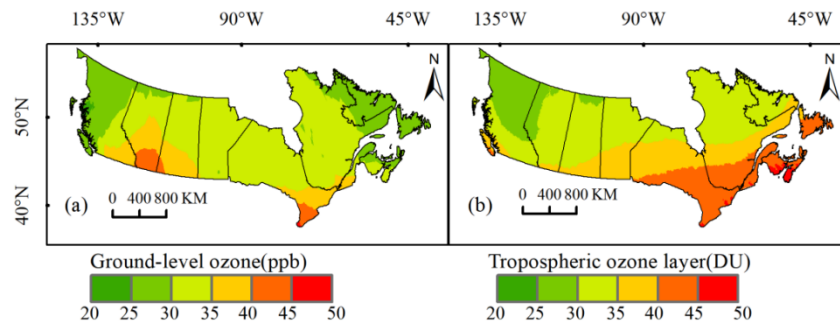 135°W 90°W 45°W 135°W 90°W 45°W
N N
50°N
40°N
(a) 0 400 800 KM (b) 0 400 800 KM
Ground-level ozone(ppb) Tropospheric ozone layer(DU)
20 25 30 35 40 45 50 20 25 30 35 40 45 50